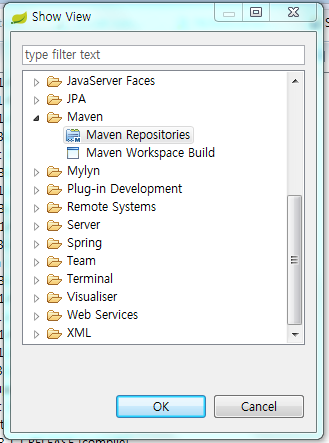 Show View
type filter text
JavaServer Faces
JPA
Maven
Maven Repositories
Maven Workspace Build
Mylyn
Plug-in Development
Remote Systems
Server
Spring
Team
Terminal
Visualiser
Web Services
XML
OK
Cancel